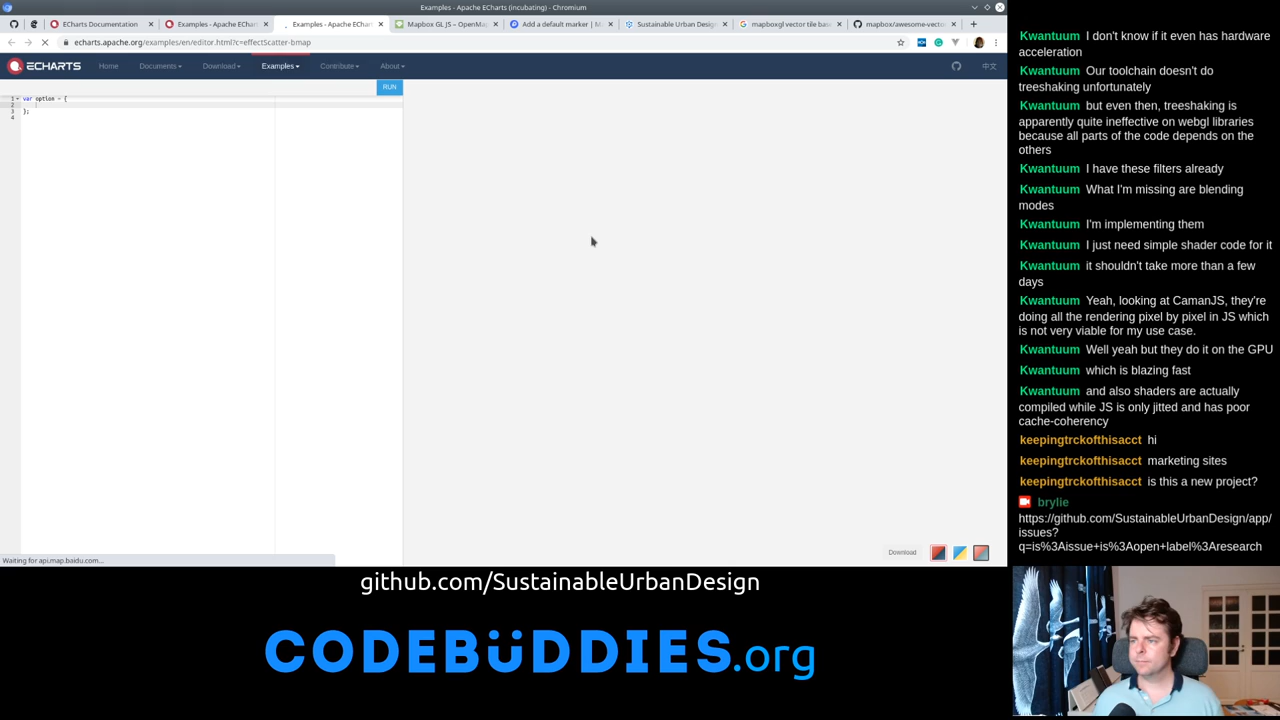 Examples - Apache ECharts (incubating) - Chromium
ECharts Documentation
Examples - Apache EChar
Examples - Apache EChar
Mapbox GL JS – OpenMap
Add a default marker | M
Sustainable Urban Design
mapboxgl vector tile bas
mapbox/awesome-vecto
echarts.apache.org/examples/en/editor.html?c=effectScatter-bmap
ECHARTS
Home
Documents
Download
Examples
Contribute
About
中文
RUN
1
var option = {
2
3
};
4
Download
Waiting for api.map.baidu.com...
Kwantuum I don't know if it even has hardware
acceleration
Kwantuum Our toolchain doesn't do
treeshaking unfortunately
Kwantuum but even then, treeshaking is
apparently quite ineffective on webgl libraries
because all parts of the code depends on the
others
Kwantuum I have these filters already
Kwantuum What I'm missing are blending
modes
Kwantuum I'm implementing them
Kwantuum I just need simple shader code for it
Kwantuum it shouldn't take more than a few
days
Kwantuum Yeah, looking at CamanJS, they're
doing all the rendering pixel by pixel in JS which
is not very viable for my use case.
Kwantuum Well yeah but they do it on the GPU
Kwantuum which is blazing fast
Kwantuum and also shaders are actually
compiled while JS is only jitted and has poor
cache-coherency
keepingtrckofthisacct hi
keepingtrckofthisacct marketing sites
keepingtrckofthisacct is this a new project?
brylie
https://github.com/SustainableUrbanDesign/app/
issues?
q=is%3Aissue+is%3Aopen+label%3Aresearch
github.com/SustainableUrbanDesign
CODEBÜDDIES.org